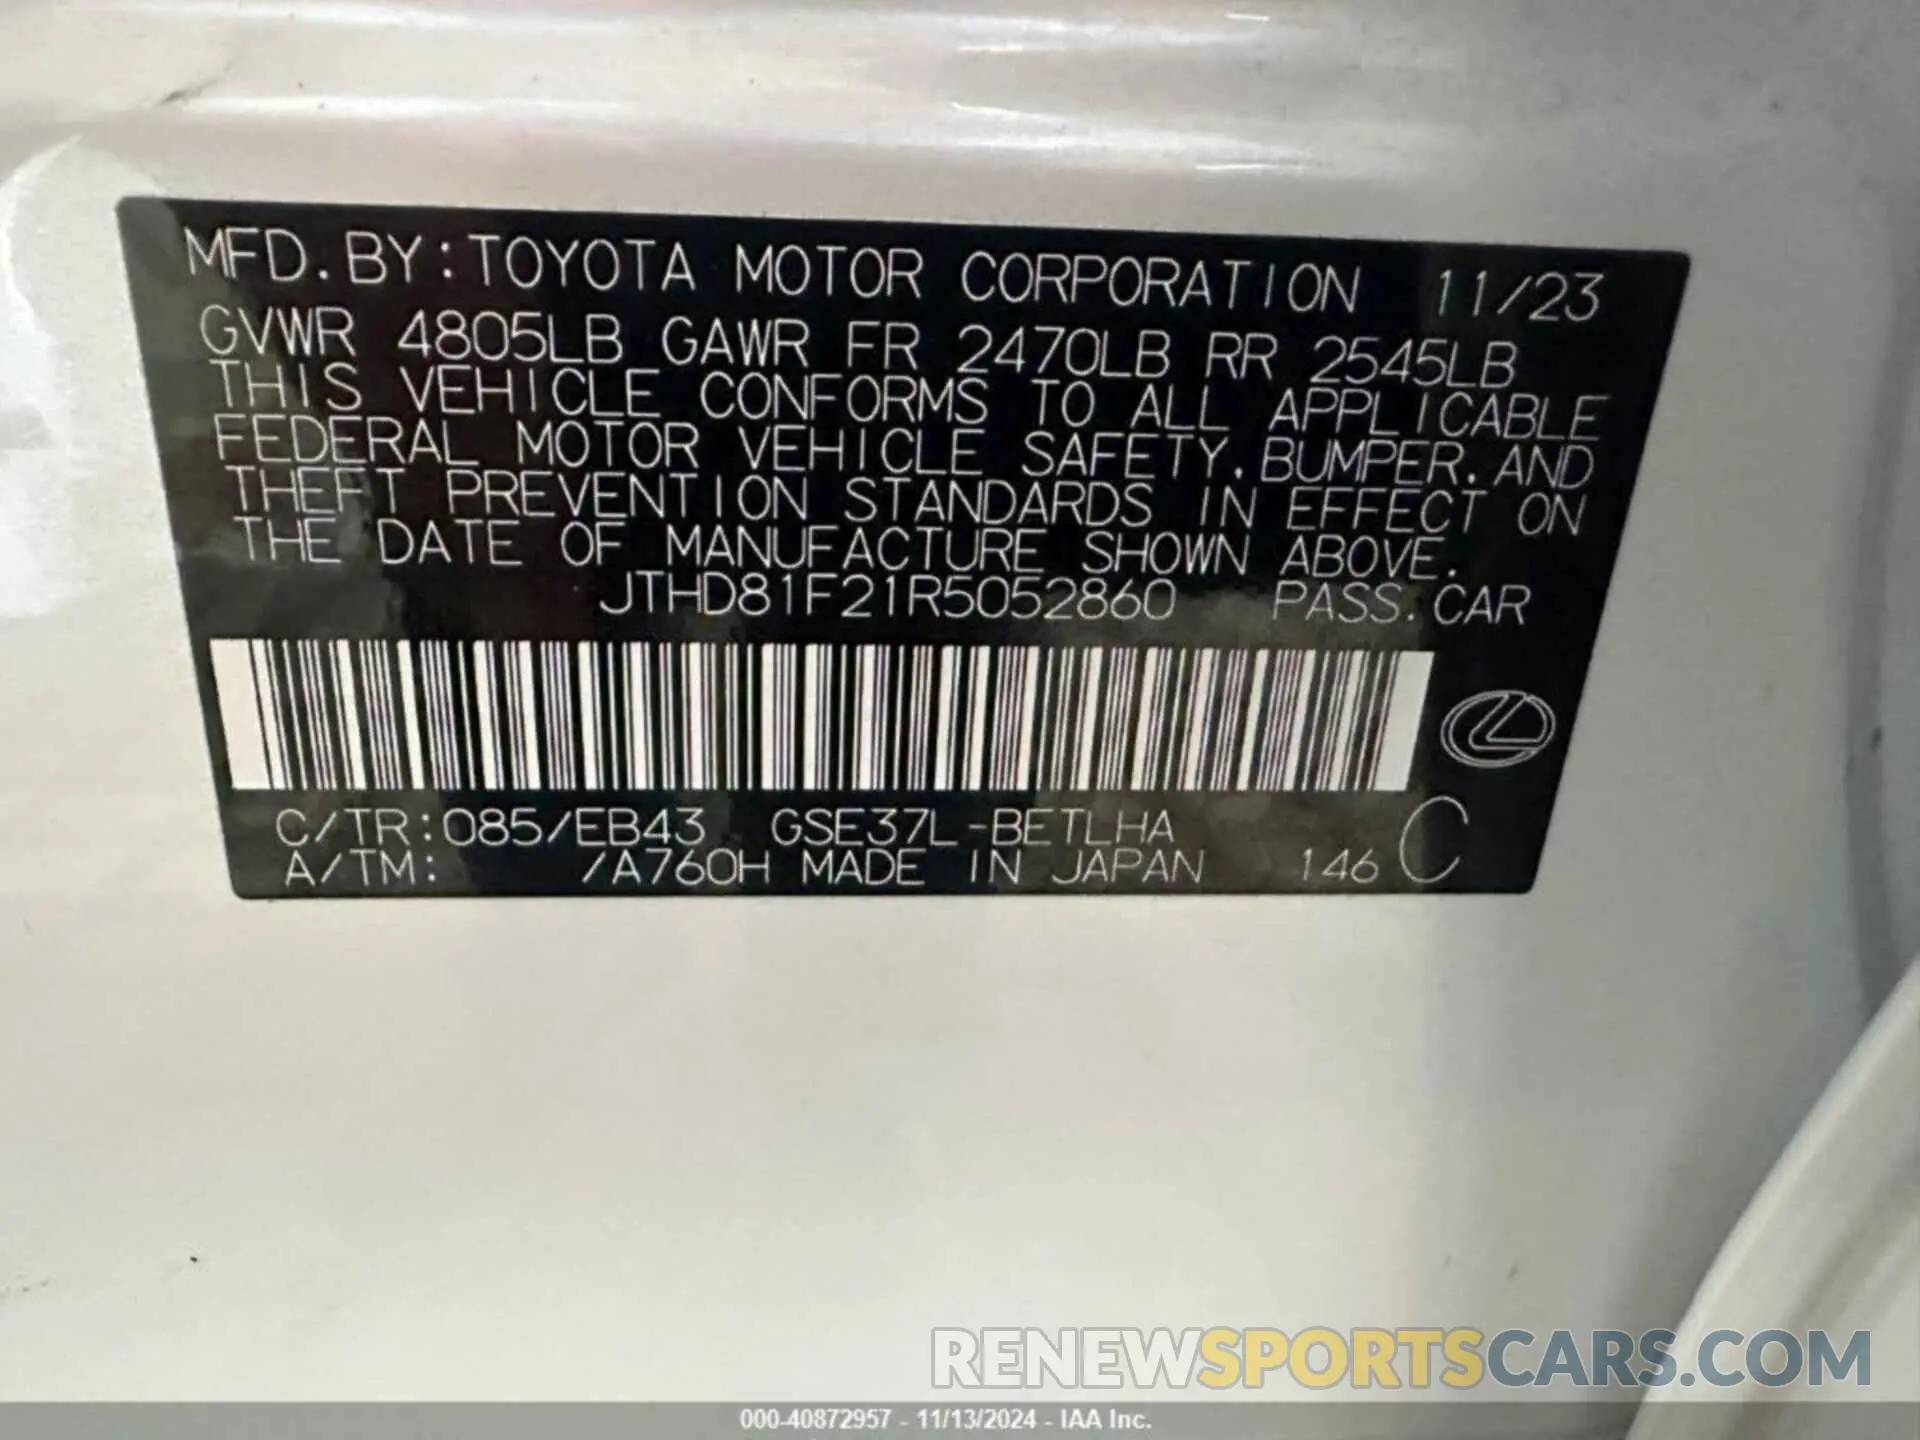 MFD. BY: TOYOTA MOTOR CORPORATION 11/23
GVWR 4805LB GAWR FR 2470LB RR 2545LB
THIS VEHICLE CONFORMS TO ALL APPLICABLE
FEDERAL MOTOR VEHICLE SAFETY, BUMPER, AND
THEFT PREVENTION STANDARDS IN EFFECT ON
THE DATE OF MANUFACTURE SHOWN ABOVE.
JTHD81F21R5052860 PASS. CAR
C/TR: 085/EB43 GSE37L-BETLHA
A/TM: /A760H MADE IN JAPAN 146 C
RENEWSPORTSCARS.COM
000-40872957 - 11/13/2024 - IAA Inc.